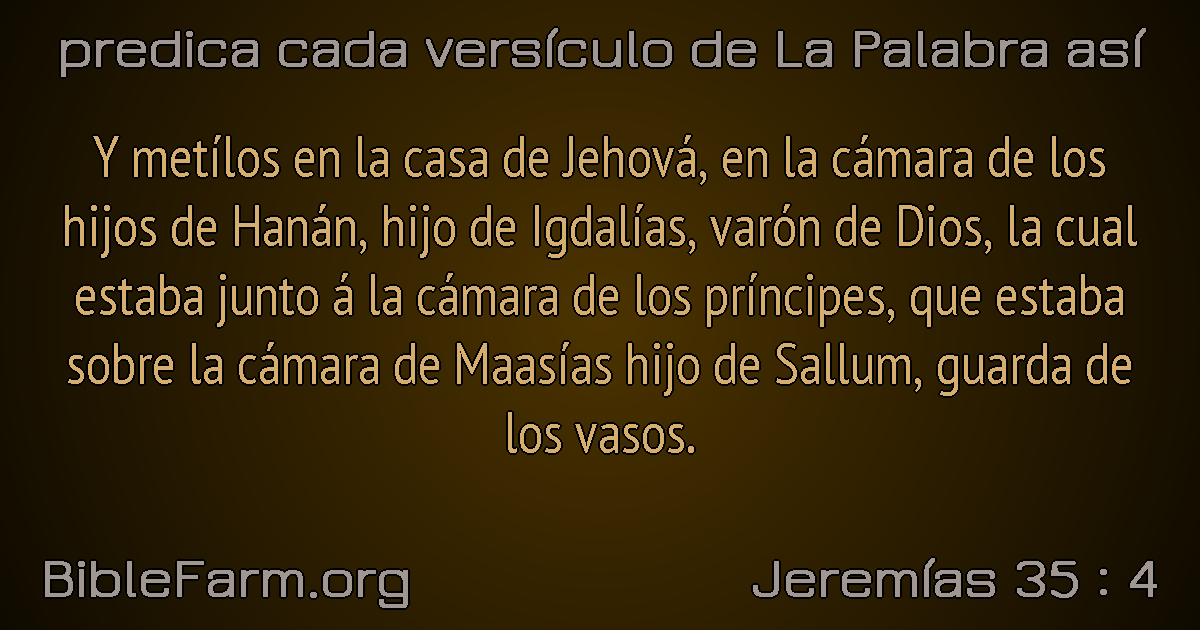 predica cada versículo de La Palabra así
Y metílos en la casa de Jehová, en la cámara de los
hijos de Hanán, hijo de Igdalías, varón de Dios, la cual
estaba junto á la cámara de los príncipes, que estaba
sobre la cámara de Maasías hijo de Sallum, guarda de
los vasos.
BibleFarm.org
Jeremías 35 : 4